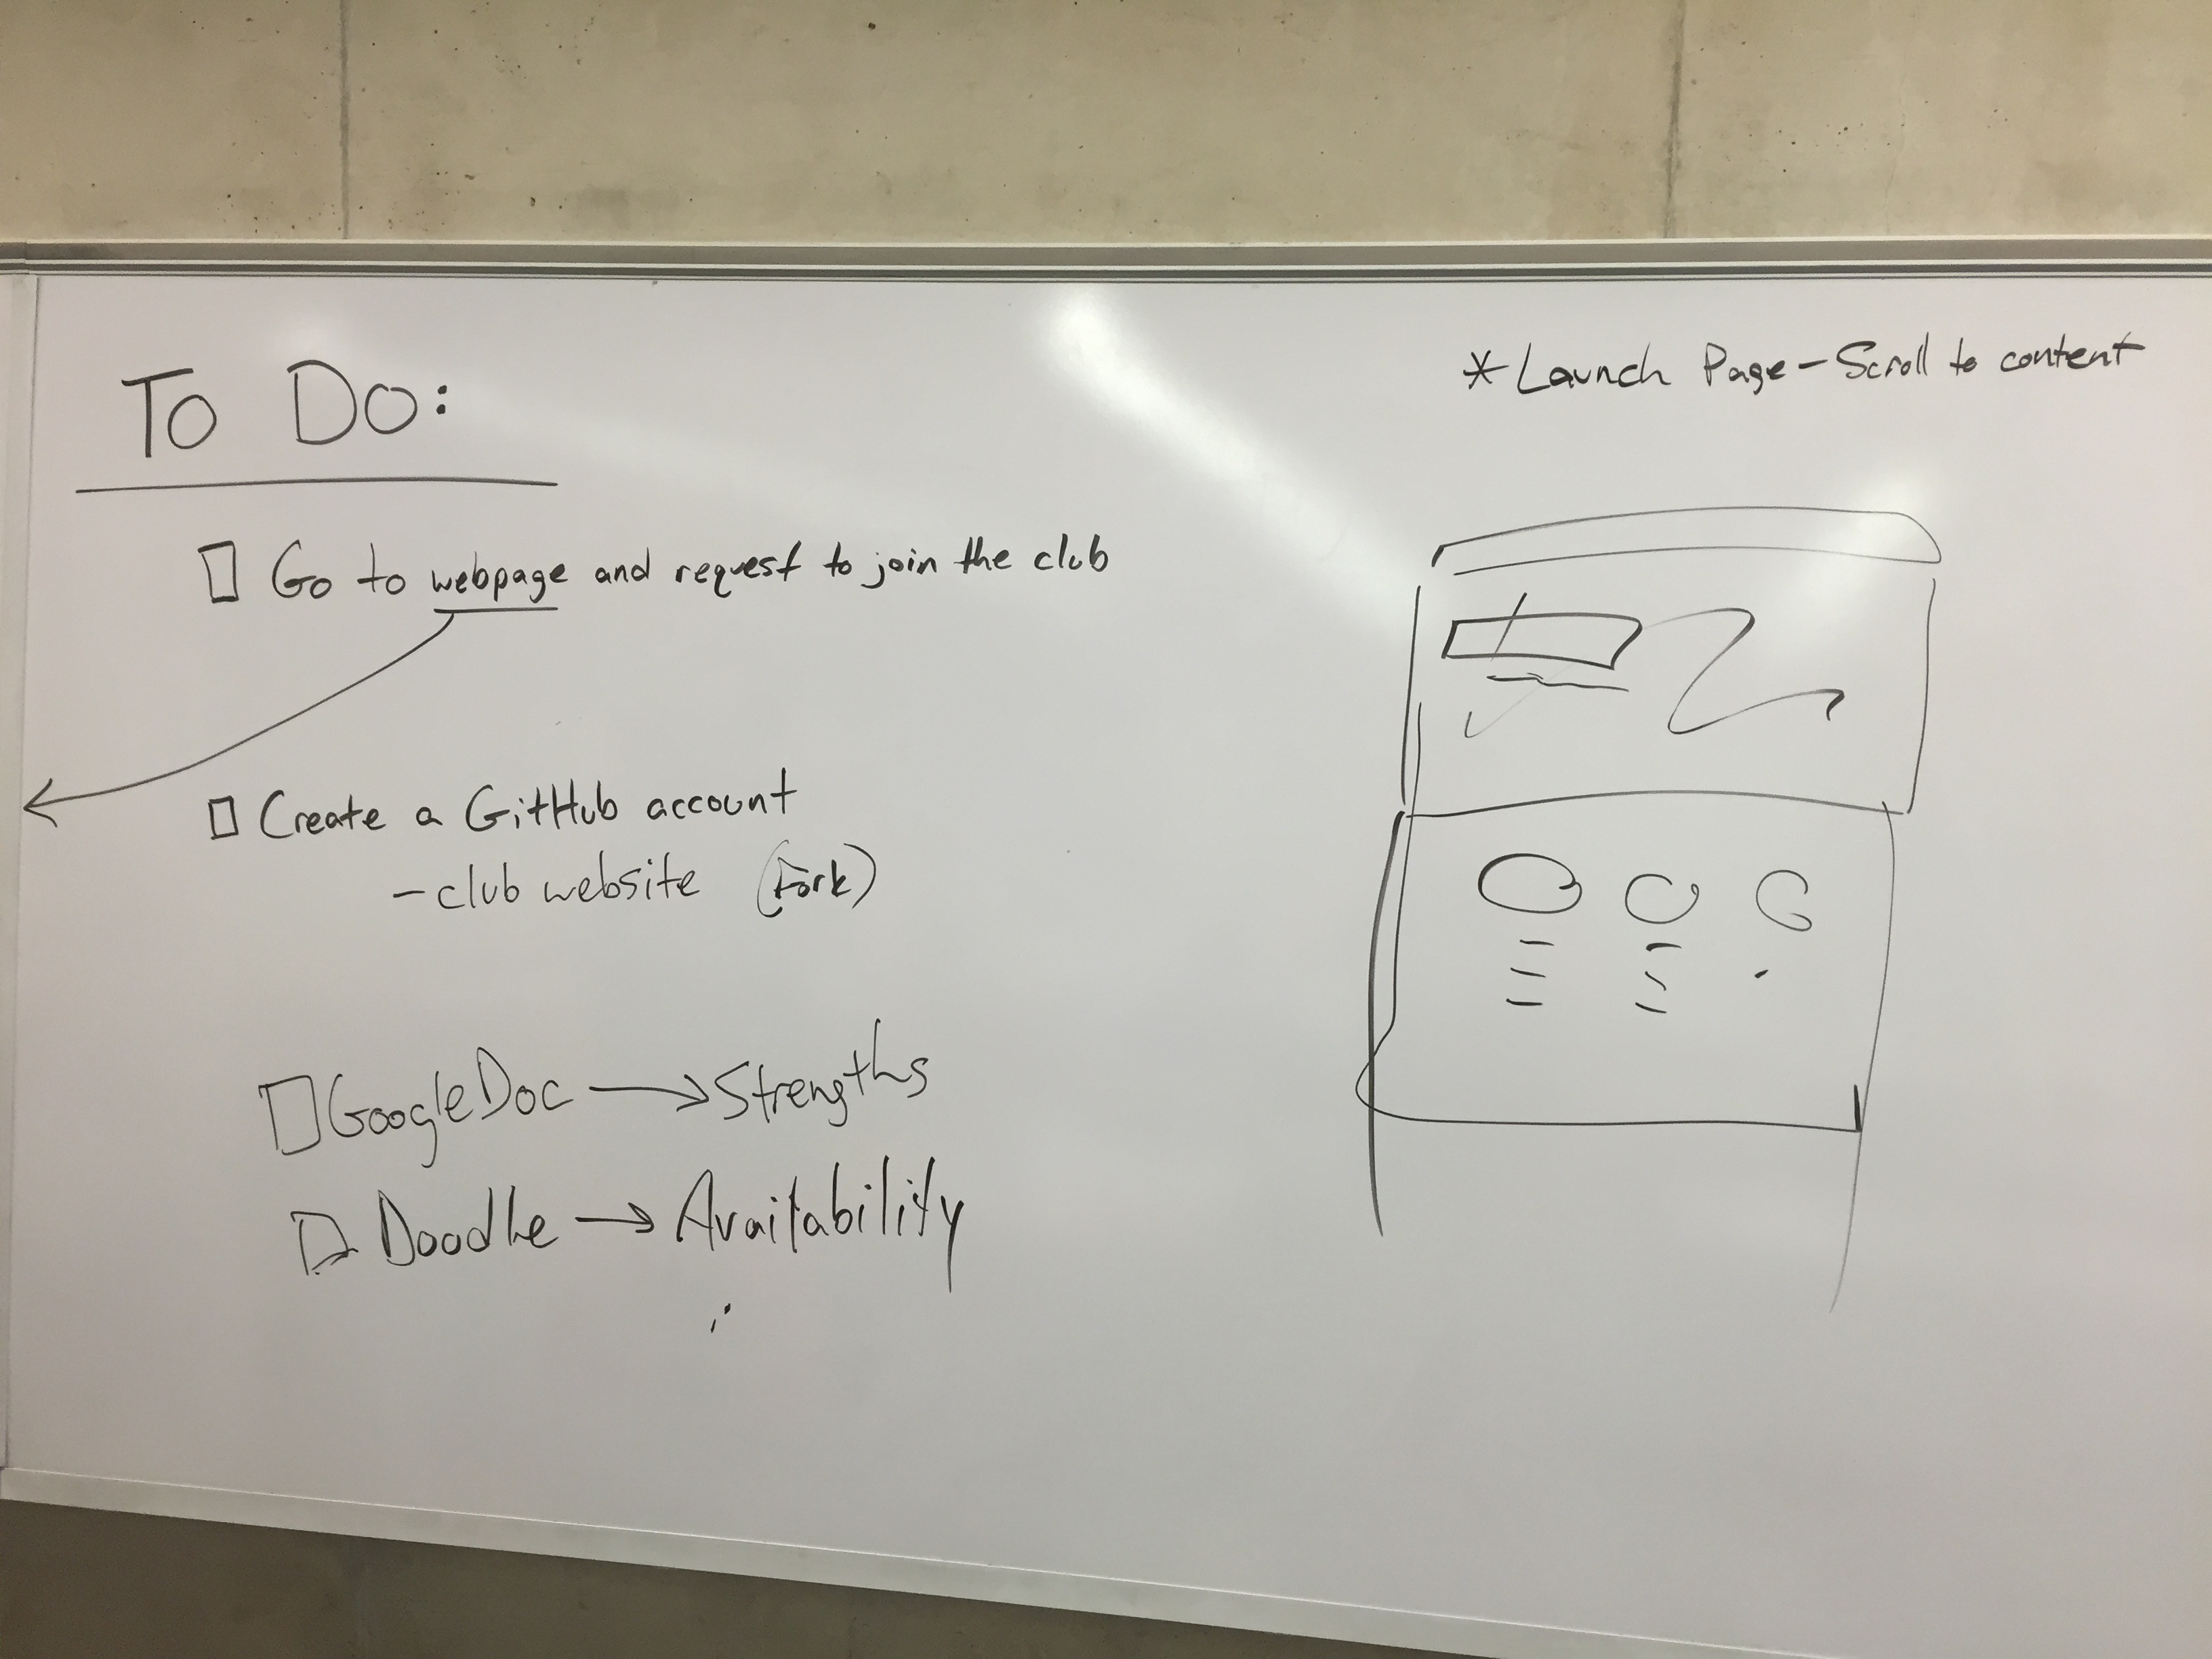 To Do:
Go to webpage and request to join the club
Create a GitHub account
- club website (Fork)
GoogleDoc → Strengths
Doodle → Availability
* Launch Page - Scroll to content